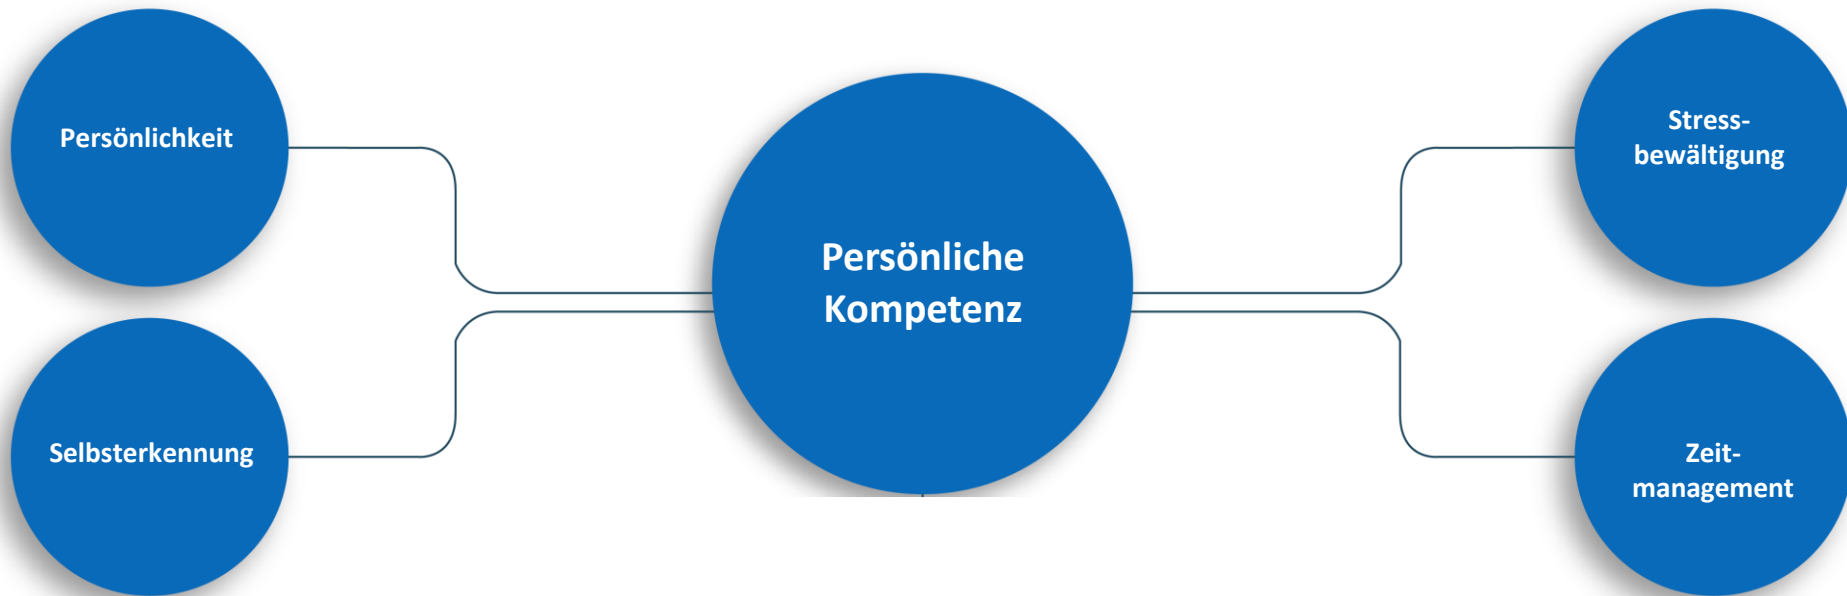 Persönlichkeit
Selbsterkennung
Persönliche
Kompetenz
Stress-
bewältigung
Zeit-
management